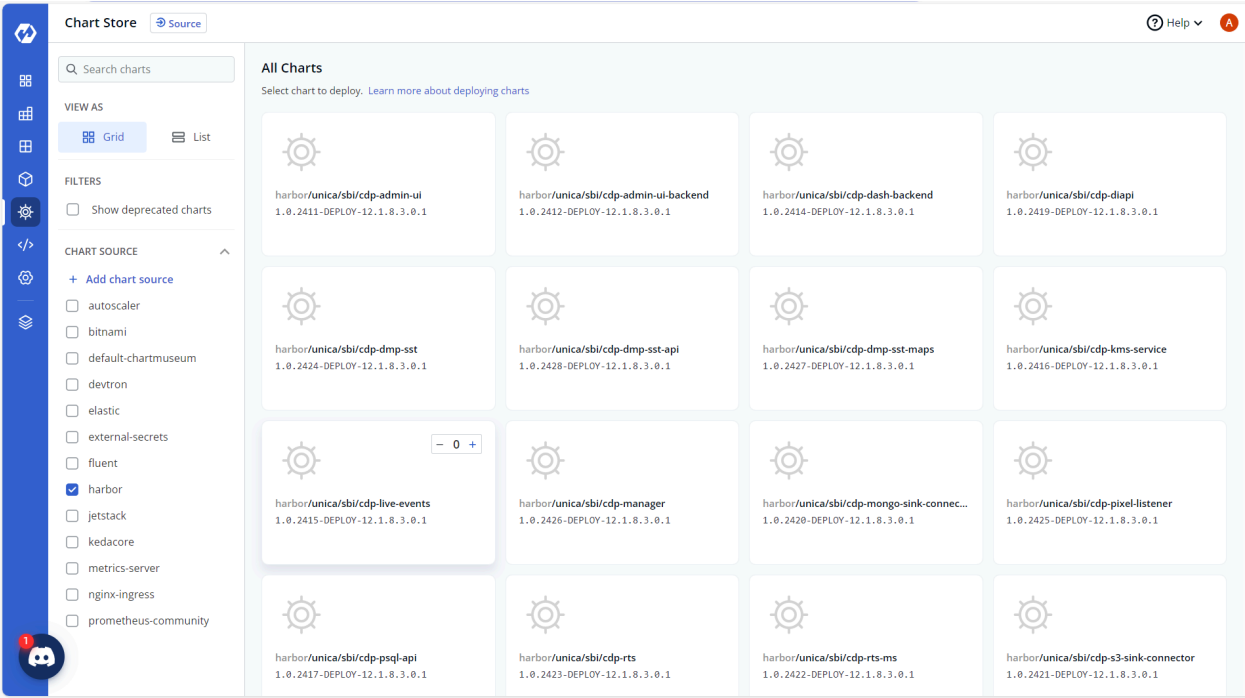 Chart Store
Source
Help
A
Search charts
VIEW AS
Grid
List
FILTERS
Show deprecated charts
CHART SOURCE
+ Add chart source
autoscaler
bitnami
default-chartmuseum
devtron
elastic
external-secrets
fluent
harbor
jetstack
kedacore
metrics-server
nginx-ingress
prometheus-community
1
All Charts
Select chart to deploy. Learn more about deploying charts
harbor/unica/sbi/cdp-admin-ui
1.0.2411-DEPLOY-12.1.8.3.0.1
harbor/unica/sbi/cdp-admin-ui-backend
1.0.2412-DEPLOY-12.1.8.3.0.1
harbor/unica/sbi/cdp-dash-backend
1.0.2414-DEPLOY-12.1.8.3.0.1
harbor/unica/sbi/cdp-diapi
1.0.2419-DEPLOY-12.1.8.3.0.1
harbor/unica/sbi/cdp-dmp-sst
1.0.2424-DEPLOY-12.1.8.3.0.1
harbor/unica/sbi/cdp-dmp-sst-api
1.0.2428-DEPLOY-12.1.8.3.0.1
harbor/unica/sbi/cdp-dmp-sst-maps
1.0.2427-DEPLOY-12.1.8.3.0.1
harbor/unica/sbi/cdp-kms-service
1.0.2416-DEPLOY-12.1.8.3.0.1
− 0 +
harbor/unica/sbi/cdp-live-events
1.0.2415-DEPLOY-12.1.8.3.0.1
harbor/unica/sbi/cdp-manager
1.0.2426-DEPLOY-12.1.8.3.0.1
harbor/unica/sbi/cdp-mongo-sink-connec...
1.0.2420-DEPLOY-12.1.8.3.0.1
harbor/unica/sbi/cdp-pixel-listener
1.0.2425-DEPLOY-12.1.8.3.0.1
harbor/unica/sbi/cdp-psql-api
1.0.2417-DEPLOY-12.1.8.3.0.1
harbor/unica/sbi/cdp-rts
1.0.2423-DEPLOY-12.1.8.3.0.1
harbor/unica/sbi/cdp-rts-ms
1.0.2422-DEPLOY-12.1.8.3.0.1
harbor/unica/sbi/cdp-s3-sink-connector
1.0.2421-DEPLOY-12.1.8.3.0.1